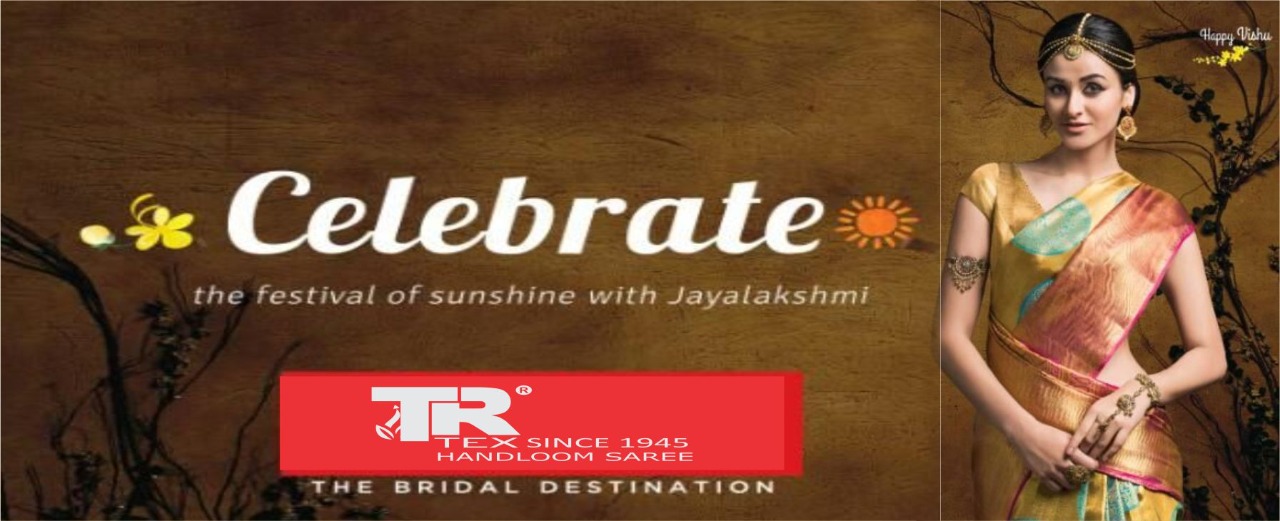 Happy Vishu
Celebrate
the festival of sunshine with Jayalakshmi
TR®
TEX SINCE 1945
HANDLOOM SAREE
THE BRIDAL DESTINATION